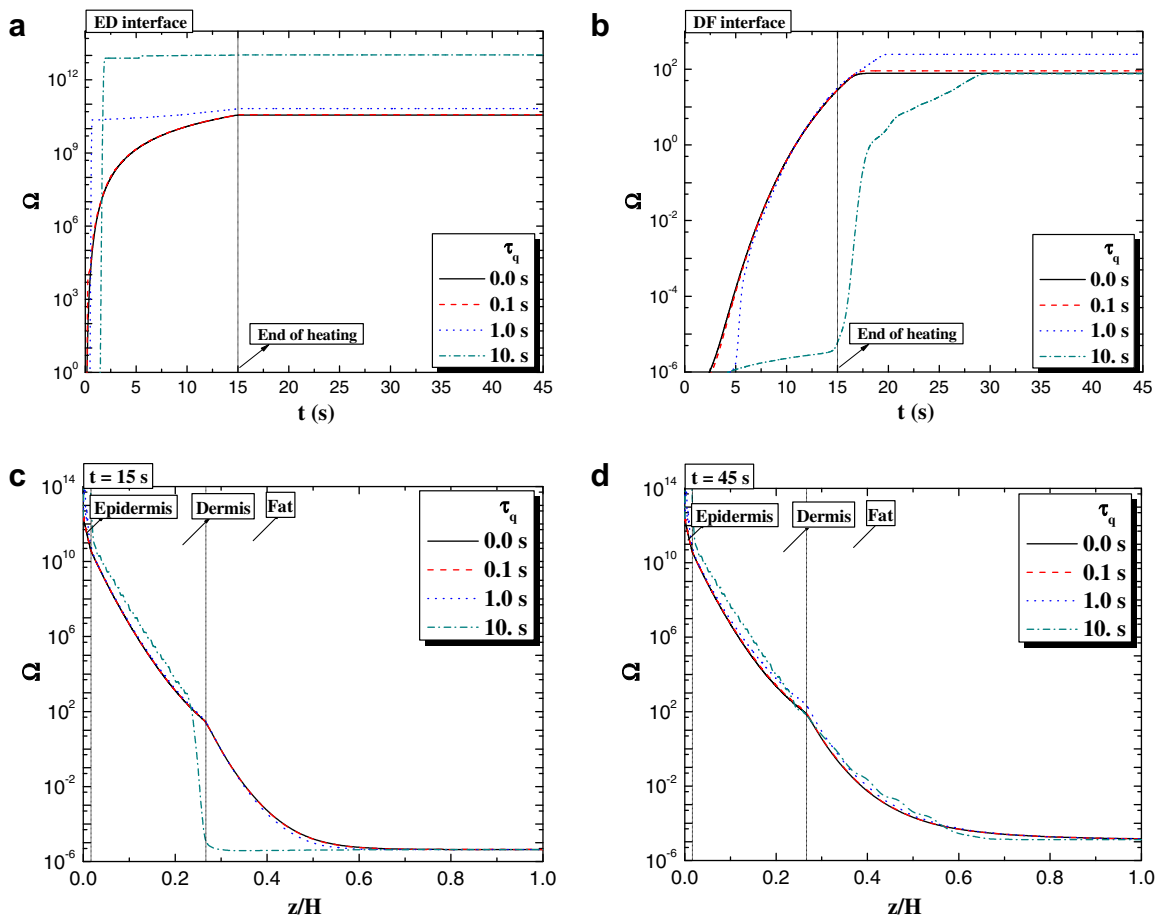 a
ED interface
10^12
10^9
10^6
10^3
10^0
Ω
τ_q
0.0 s
0.1 s
1.0 s
10. s
End of heating
0 5 10 15 20 25 30 35 40 45
t (s)
b
DF interface
10^2
10^0
10^-2
10^-4
10^-6
Ω
τ_q
0.0 s
0.1 s
1.0 s
10. s
End of heating
0 5 10 15 20 25 30 35 40 45
t (s)
c
t = 15 s
10^14
Epidermis
Dermis
Fat
10^10
10^6
10^2
10^-2
10^-6
Ω
τ_q
0.0 s
0.1 s
1.0 s
10. s
0.0 0.2 0.4 0.6 0.8 1.0
z/H
d
t = 45 s
10^14
Epidermis
Dermis
Fat
10^10
10^6
10^2
10^-2
10^-6
Ω
τ_q
0.0 s
0.1 s
1.0 s
10. s
0.0 0.2 0.4 0.6 0.8 1.0
z/H